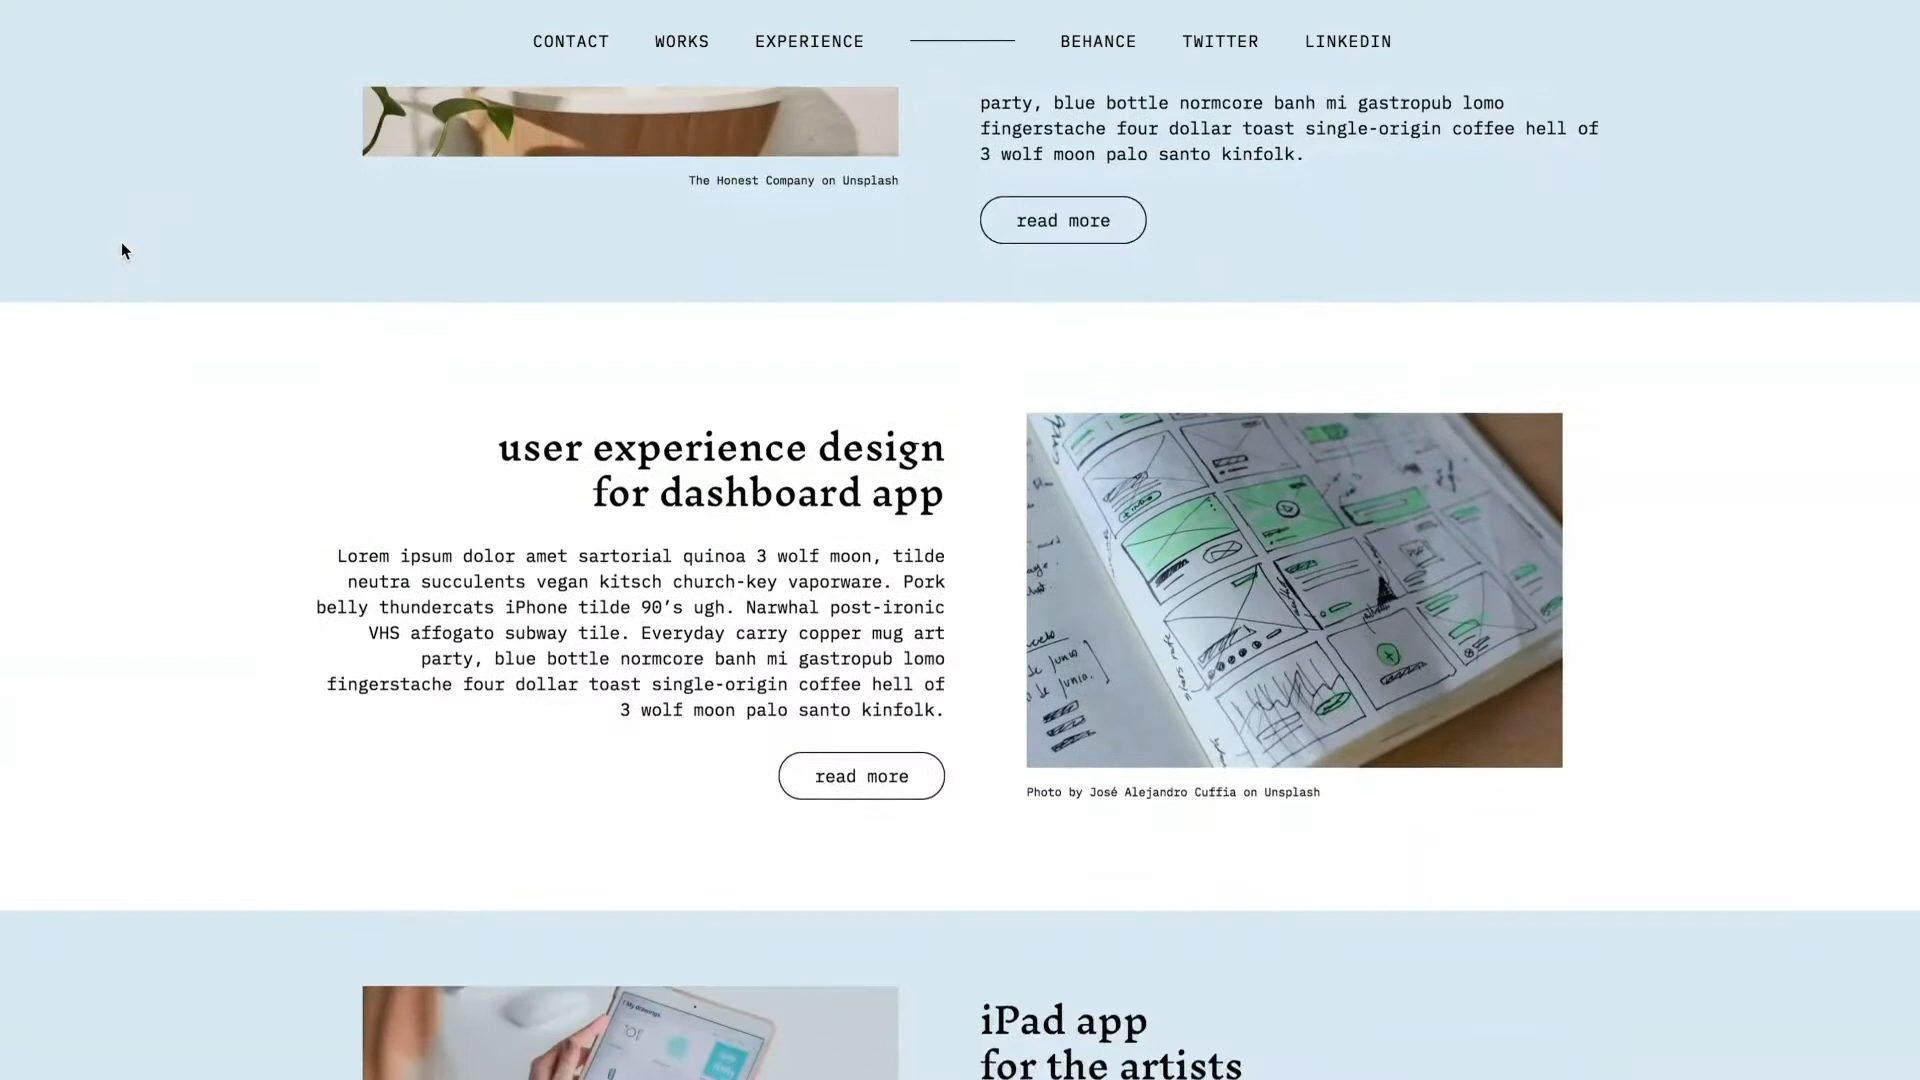 CONTACT WORKS EXPERIENCE BEHANCE TWITTER LINKEDIN
party, blue bottle normcore banh mi gastropub lomo
fingerstache four dollar toast single-origin coffee hell of
3 wolf moon palo santo kinfolk.
The Honest Company on Unsplash
read more
user experience design
for dashboard app
Lorem ipsum dolor amet sartorial quinoa 3 wolf moon, tilde
neutra succulents vegan kitsch church-key vaporware. Pork
belly thundercats iPhone tilde 90’s ugh. Narwhal post-ironic
VHS affogato subway tile. Everyday carry copper mug art
party, blue bottle normcore banh mi gastropub lomo
fingerstache four dollar toast single-origin coffee hell of
3 wolf moon palo santo kinfolk.
read more
de junio
de junio.
Photo by José Alejandro Cuffia on Unsplash
My drawings
iPad app
for the artists